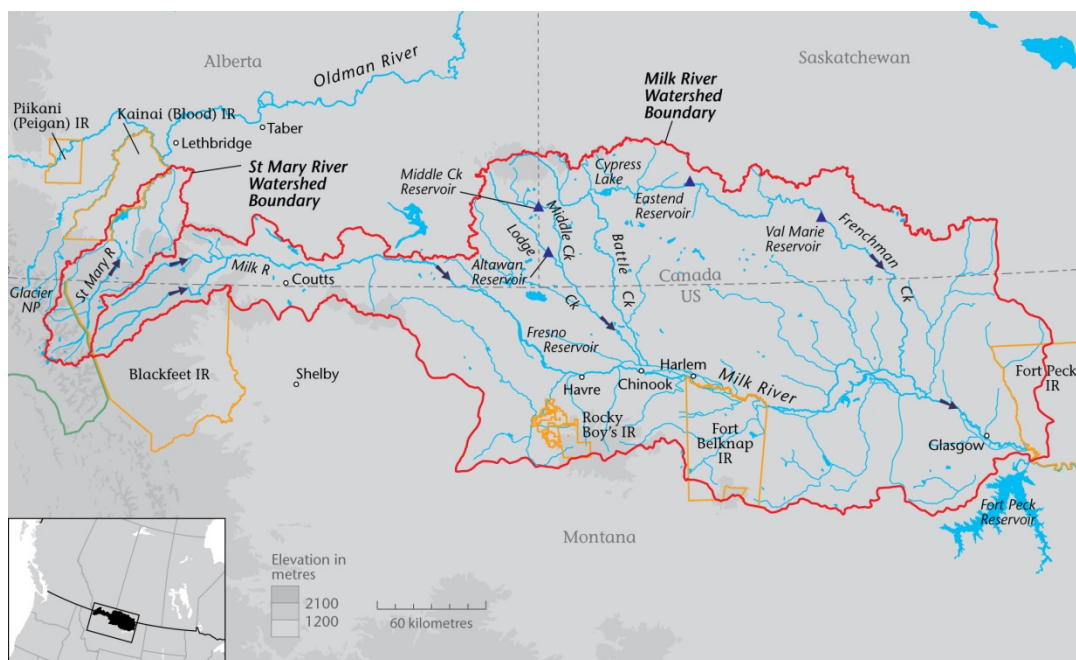 Alberta
Saskatchewan
Oldman River
Milk River
Watershed
Boundary
Piikani
(Peigan) IR
Kainai (Blood) IR
Taber
Lethbridge
St Mary River
Watershed
Boundary
Middle Ck
Reservoir
Cypress
Lake
Eastend
Reservoir
Middle Ck
Lodge
Ck
Battle
Ck
Val Marie
Reservoir
Frenchman
Ck
Altawan
Reservoir
St Mary R
Milk R
Coutts
Canada
US
Glacier
NP
Fresno
Reservoir
Blackfeet IR
Shelby
Havre
Chinook
Harlem
Milk River
Fort Peck
IR
Rocky
Boy's IR
Fort
Belknap
IR
Glasgow
Fort Peck
Reservoir
Montana
Elevation in
metres
2100
1200
60 kilometres